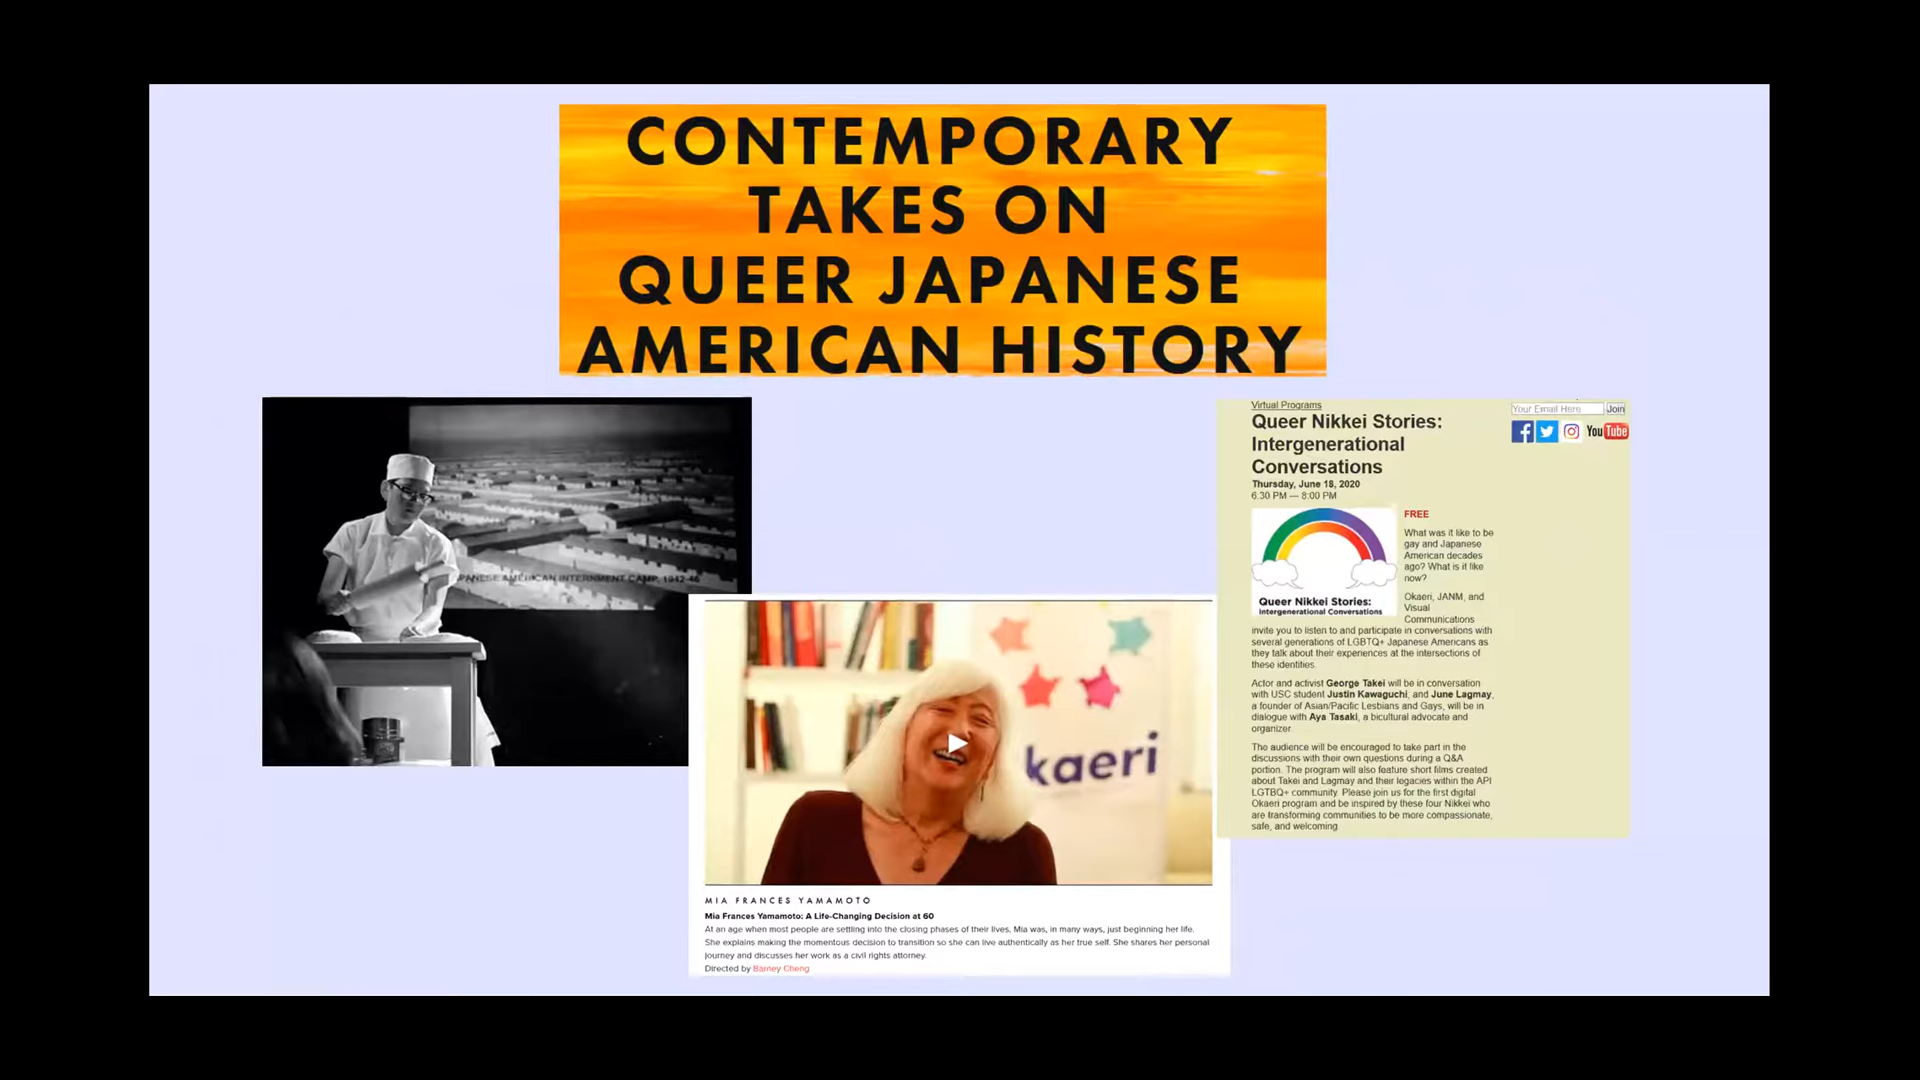 CONTEMPORARY
TAKES ON
QUEER JAPANESE
AMERICAN HISTORY
PANESE AMERICAN INTERNMENT CAMP, 1942-46
kaeri
MIA FRANCES YAMAMOTO
Mia Frances Yamamoto: A Life-Changing Decision at 60
At an age when most people are settling into the closing phases of their lives, Mia was, in many ways, just beginning her life.
She explains making the momentous decision to transition so she can live authentically as her true self. She shares her personal
journey and discusses her work as a civil rights attorney.
Directed by Barney Cheng
Virtual Programs
Queer Nikkei Stories:
Intergenerational
Conversations
Thursday, June 18, 2020
6:30 PM — 8:00 PM
Your Email Here Join
You Tube
Queer Nikkei Stories:
Intergenerational Conversations
FREE
What was it like to be
gay and Japanese
American decades
ago? What is it like
now?
Okaeri, JANM, and
Visual
Communications
invite you to listen to and participate in conversations with
several generations of LGBTQ+ Japanese Americans as
they talk about their experiences at the intersections of
these identities.
Actor and activist George Takei will be in conversation
with USC student Justin Kawaguchi, and June Lagmay,
a founder of Asian/Pacific Lesbians and Gays, will be in
dialogue with Aya Tasaki, a bicultural advocate and
organizer.
The audience will be encouraged to take part in the
discussions with their own questions during a Q&A
portion. The program will also feature short films created
about Takei and Lagmay and their legacies within the API
LGTBQ+ community. Please join us for the first digital
Okaeri program and be inspired by these four Nikkei who
are transforming communities to be more compassionate,
safe, and welcoming.